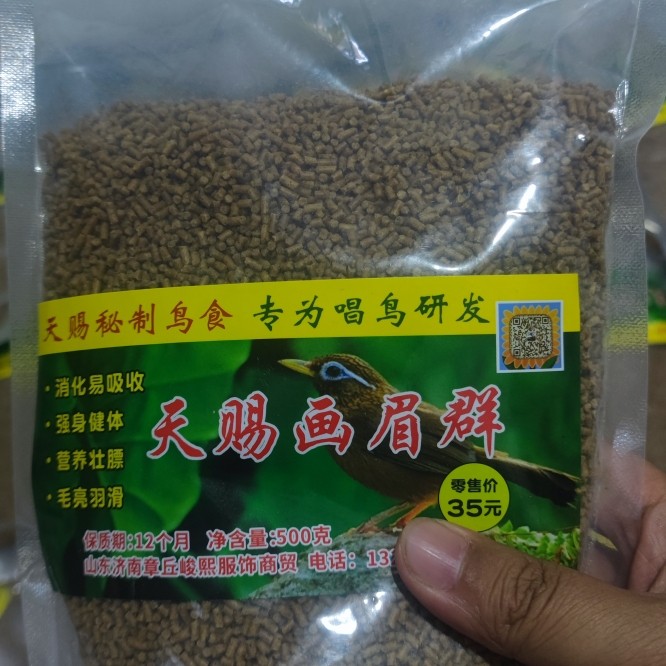 天赐秘制鸟食 专为唱鸟研发
·消化易吸收
·强身健体
·营养壮膘
·毛亮羽滑
天赐画眉群
零售价
35元
保质期:12个月 净含量:500克
山东济南章丘峻熙服饰商贸 电话：13